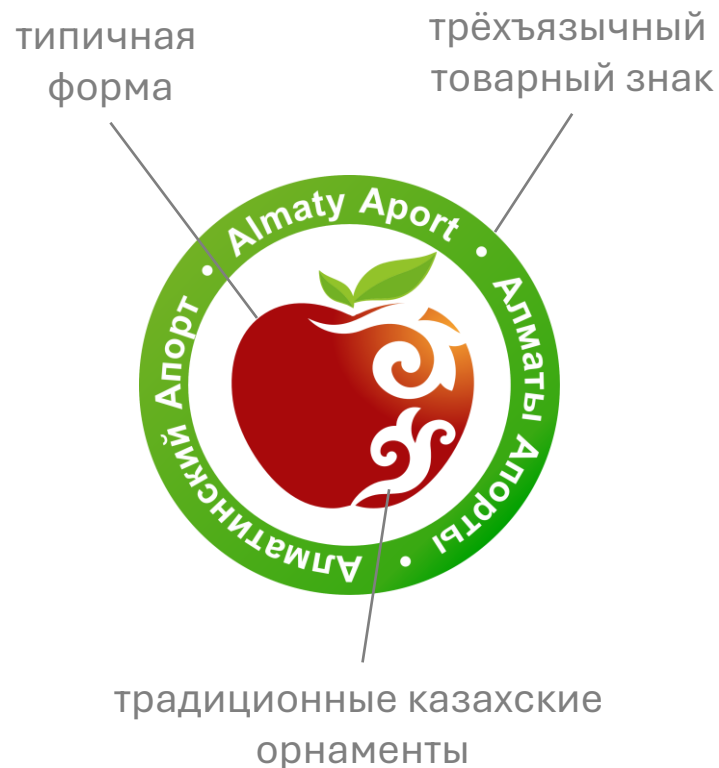 типичная
форма
трёхъязычный
товарный знак
Almaty Aport
Алматы Апорты
Алматинский Апорт
традиционные казахские
орнаменты